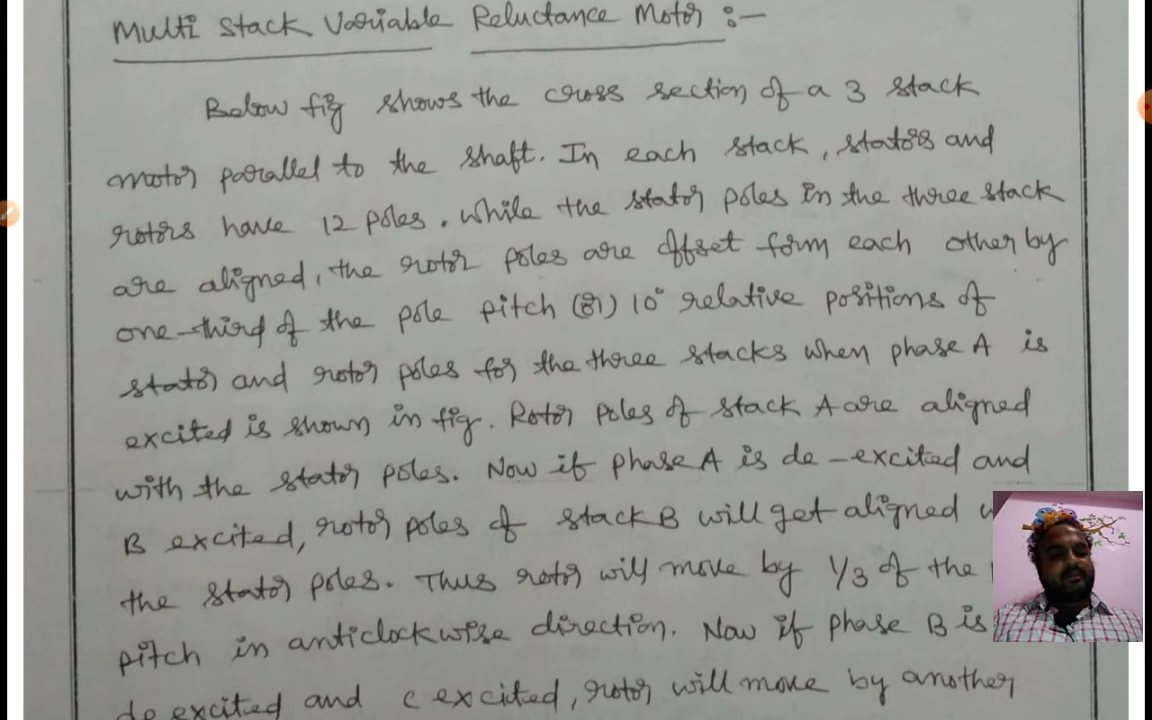 Multi Stack Variable Reluctance Motor :-
Below fig shows the cross section of a 3 stack
motor parallel to the shaft. In each stack, stators and
rotors have 12 poles. While the stator poles in the three stack
are aligned, the rotor poles are offset form each other by
one-third of the pole pitch (or) 10° relative positions of
stator and rotor poles for the three stacks when phase A is
excited is shown in fig. Rotor poles of stack A are aligned
with the stator poles. Now if phase A is de-excited and
B excited, rotor poles of stack B will get aligned
the stator poles. Thus rotor will move by 1/3 of the
pitch in anticlockwise direction. Now if phase B is
de excited and C excited, rotor will move by another